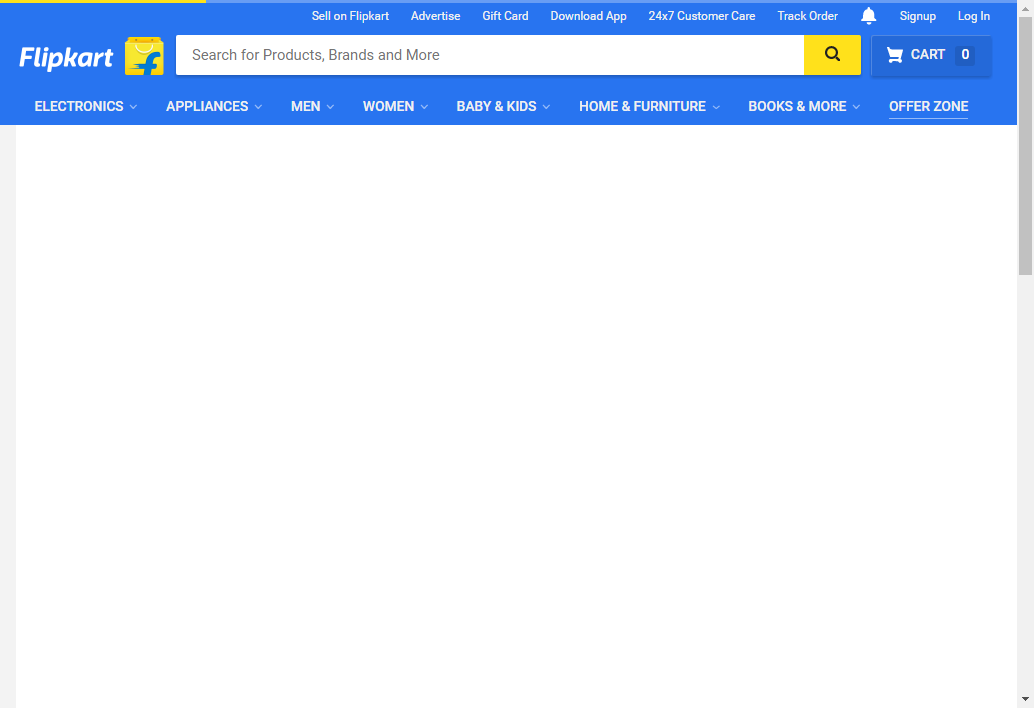 Sell on Flipkart Advertise Gift Card Download App 24x7 Customer Care Track Order Signup Log In
Flipkart Search for Products, Brands and More CART 0
ELECTRONICS APPLIANCES MEN WOMEN BABY & KIDS HOME & FURNITURE BOOKS & MORE OFFER ZONE